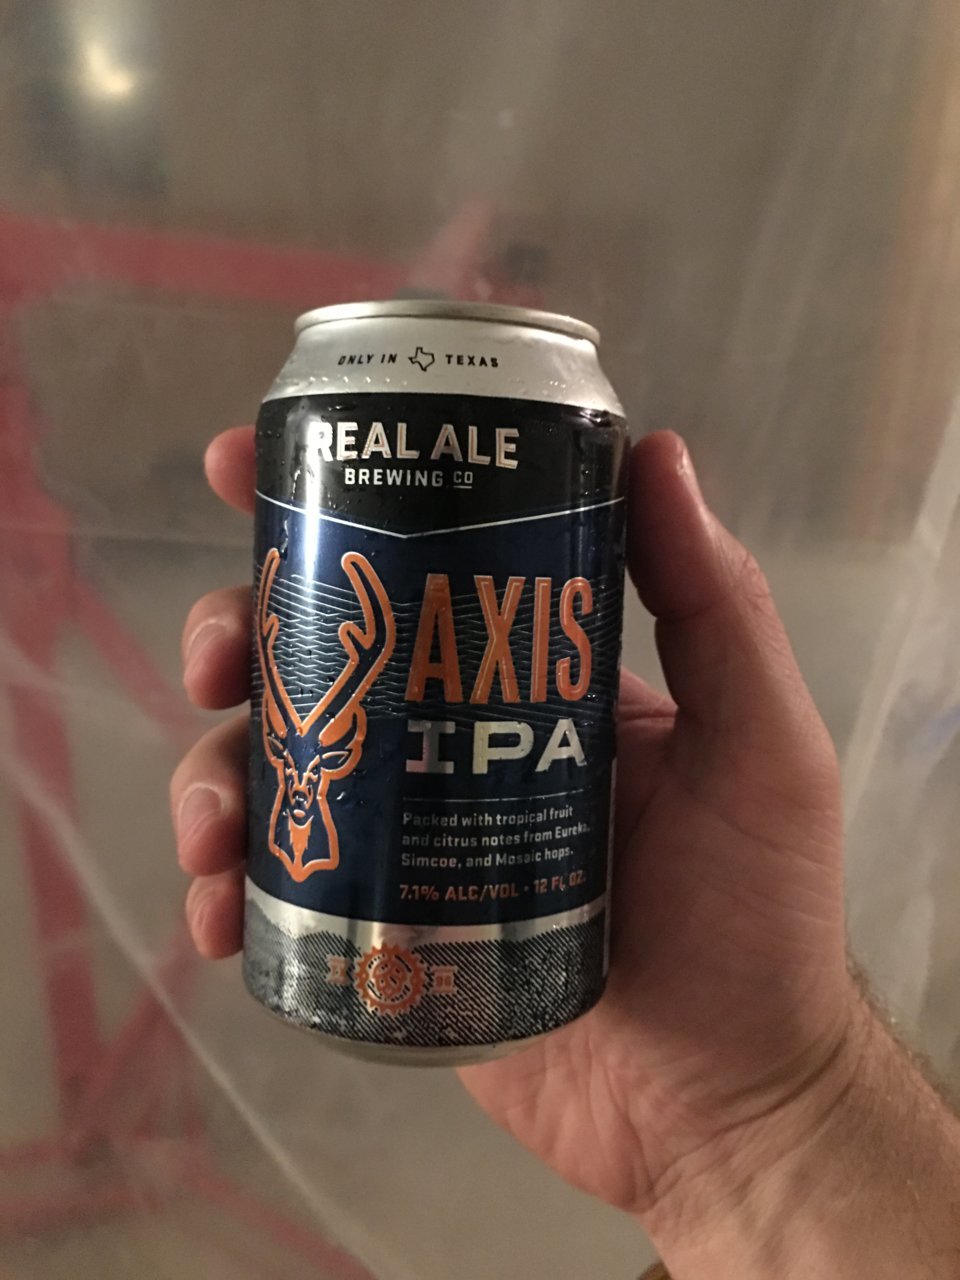 ONLY IN TEXAS
REAL ALE
BREWING CO
AXIS
IPA
Packed with tropical fruit
and citrus notes from Eureka,
Simcoe, and Mosaic hops.
7.1% ALC/VOL • 12 FL OZ.
96